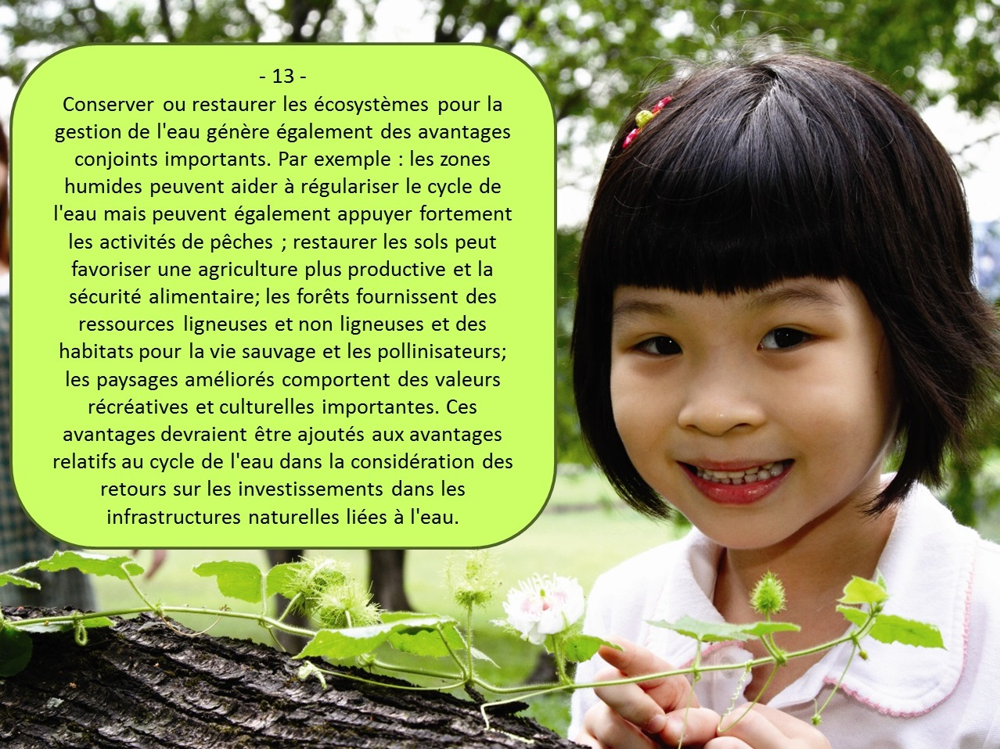 - 13 -
Conserver ou restaurer les écosystèmes pour la
gestion de l'eau génère également des avantages
conjoints importants. Par exemple : les zones
humides peuvent aider à régulariser le cycle de
l'eau mais peuvent également appuyer fortement
les activités de pêches ; restaurer les sols peut
favoriser une agriculture plus productive et la
sécurité alimentaire; les forêts fournissent des
ressources ligneuses et non ligneuses et des
habitats pour la vie sauvage et les pollinisateurs;
les paysages améliorés comportent des valeurs
récréatives et culturelles importantes. Ces
avantages devraient être ajoutés aux avantages
relatifs au cycle de l'eau dans la considération des
retours sur les investissements dans les
infrastructures naturelles liées à l'eau.